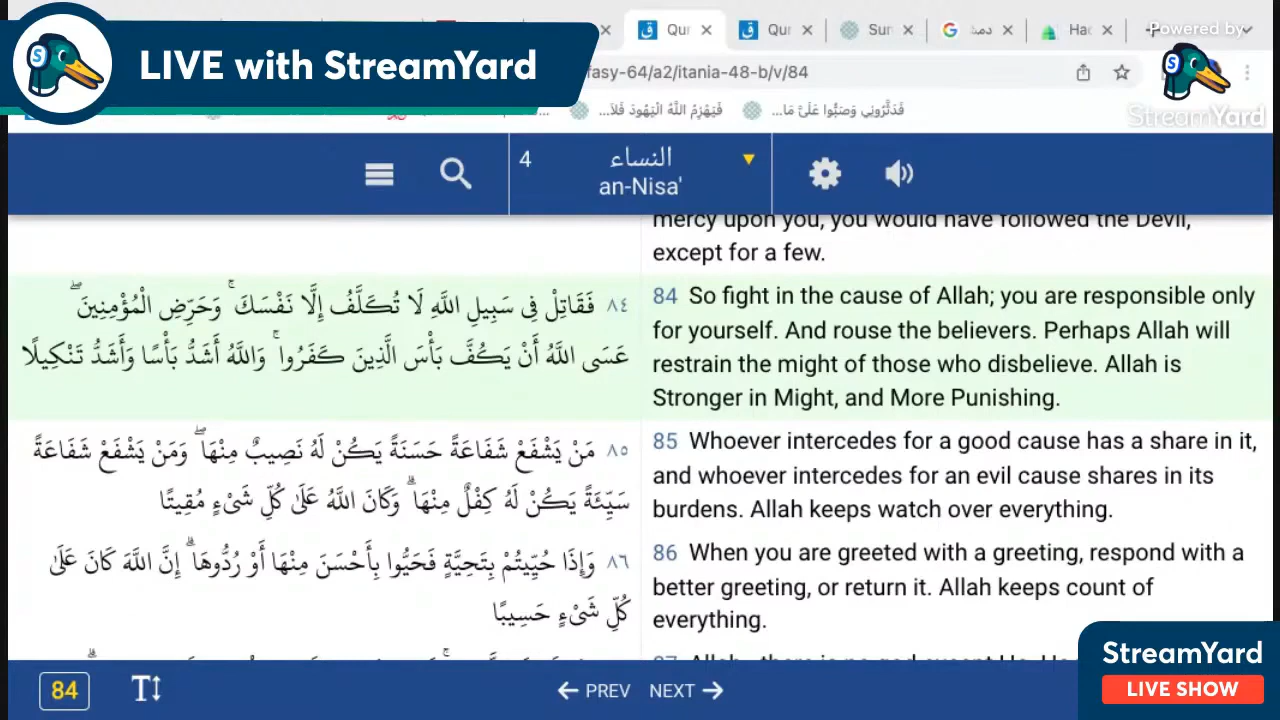 LIVE with StreamYard
Qur
Qur
Sun
دمذ
Had
Powered by
StreamYard
fasy-64/a2/itania-48-b/v/84
فَيَهْزِمُ اللَّهُ الْيَهُودَ فَلَا...
فَدَثِّرُونِي وَصَبُّوا عَلَيَّ مَا...
4
النساء
an-Nisa'
mercy upon you, you would have followed the Devil,
except for a few.
٨٤ فَقَاتِلْ فِي سَبِيلِ اللَّهِ لَا تُكَلَّفُ إِلَّا نَفْسَكَ ۚ وَحَرِّضِ الْمُؤْمِنِينَ ۖ
عَسَى اللَّهُ أَنْ يَكُفَّ بَأْسَ الَّذِينَ كَفَرُوا ۚ وَاللَّهُ أَشَدُّ بَأْسًا وَأَشَدُّ تَنْكِيلًا
84 So fight in the cause of Allah; you are responsible only
for yourself. And rouse the believers. Perhaps Allah will
restrain the might of those who disbelieve. Allah is
Stronger in Might, and More Punishing.
٨٥ مَنْ يَشْفَعْ شَفَاعَةً حَسَنَةً يَكُنْ لَهُ نَصِيبٌ مِنْهَا ۖ وَمَنْ يَشْفَعْ شَفَاعَةً
سَيِّئَةً يَكُنْ لَهُ كِفْلٌ مِنْهَا ۗ وَكَانَ اللَّهُ عَلَىٰ كُلِّ شَيْءٍ مُقِيتًا
85 Whoever intercedes for a good cause has a share in it,
and whoever intercedes for an evil cause shares in its
burdens. Allah keeps watch over everything.
٨٦ وَإِذَا حُيِّيتُمْ بِتَحِيَّةٍ فَحَيُّوا بِأَحْسَنَ مِنْهَا أَوْ رُدُّوهَا ۗ إِنَّ اللَّهَ كَانَ عَلَىٰ
كُلِّ شَيْءٍ حَسِيبًا
86 When you are greeted with a greeting, respond with a
better greeting, or return it. Allah keeps count of
everything.
84
PREV NEXT
StreamYard
LIVE SHOW